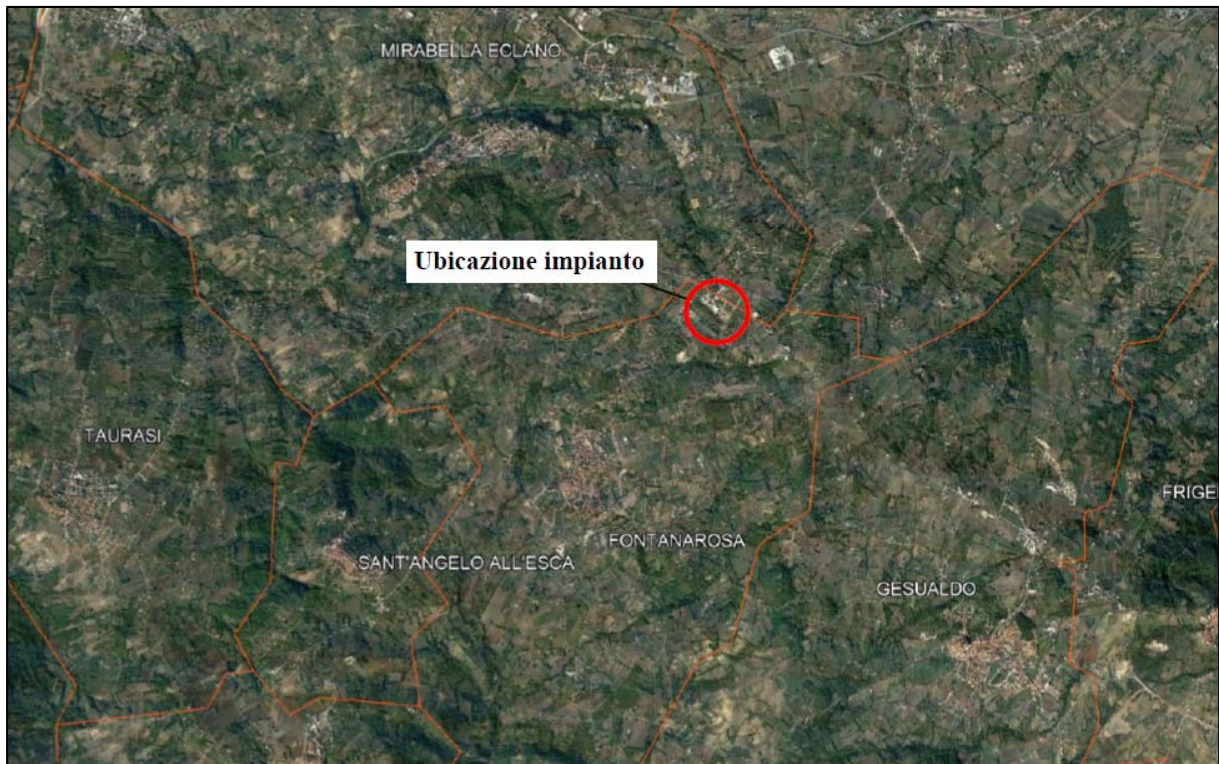 MIRABELLA ECLANO
Ubicazione impianto
TAURASI
FRIGE
SANT'ANGELO ALL'ESCA
FONTANAROSA
GESUALDO